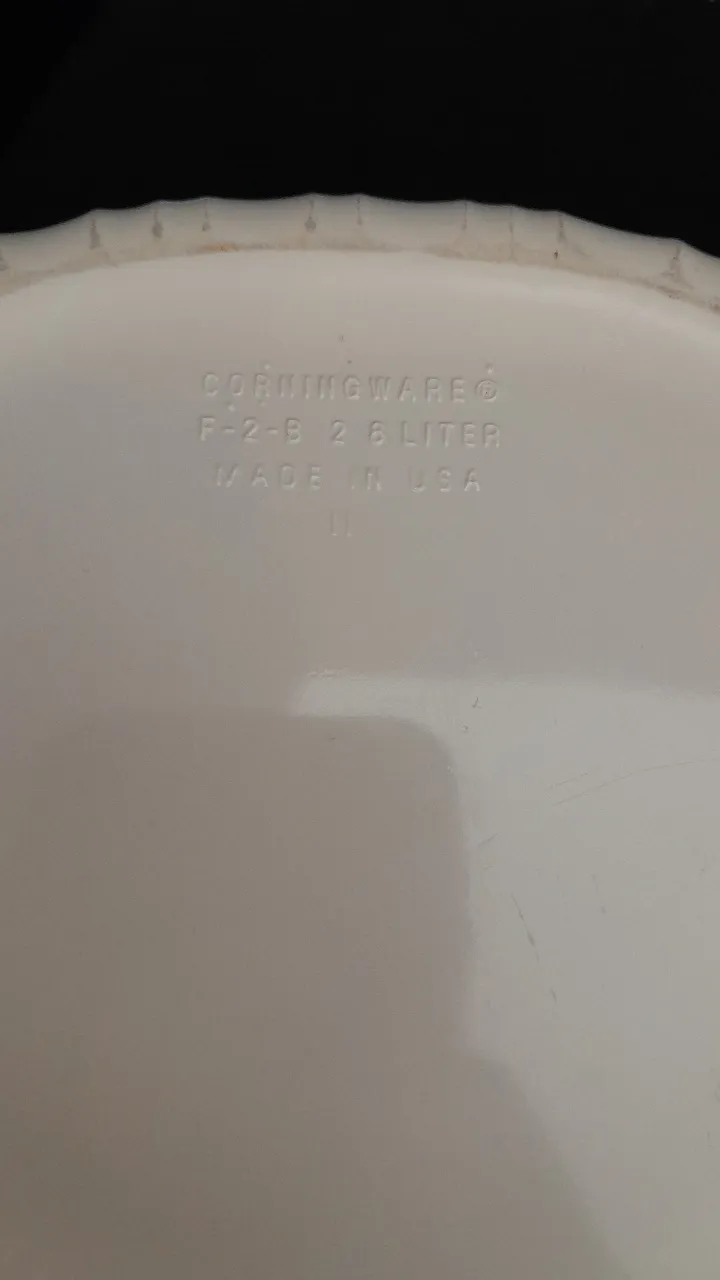 CORNINGWARE®
F-2-B 2 8 LITER
MADE IN USA
11